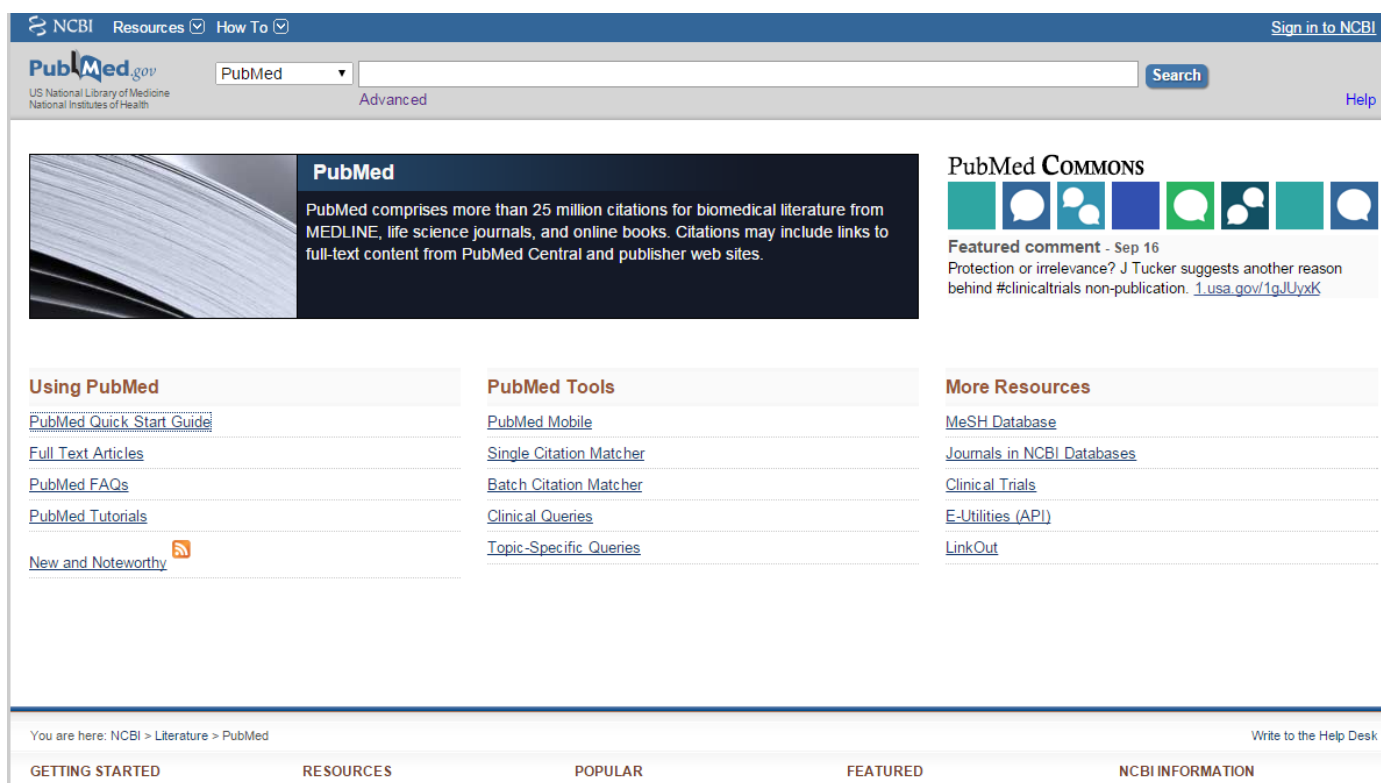 NCBI Resources How To Sign in to NCBI
PubMed.gov
US National Library of Medicine
National Institutes of Health
PubMed
Search
Advanced
Help
PubMed
PubMed comprises more than 25 million citations for biomedical literature from
MEDLINE, life science journals, and online books. Citations may include links to
full-text content from PubMed Central and publisher web sites.
PubMed COMMONS
Featured comment - Sep 16
Protection or irrelevance? J Tucker suggests another reason
behind #clinicaltrials non-publication. 1.usa.gov/1gJUyxK
Using PubMed
PubMed Quick Start Guide
Full Text Articles
PubMed FAQs
PubMed Tutorials
New and Noteworthy
PubMed Tools
PubMed Mobile
Single Citation Matcher
Batch Citation Matcher
Clinical Queries
Topic-Specific Queries
More Resources
MeSH Database
Journals in NCBI Databases
Clinical Trials
E-Utilities (API)
LinkOut
You are here: NCBI > Literature > PubMed
Write to the Help Desk
GETTING STARTED
RESOURCES
POPULAR
FEATURED
NCBI INFORMATION